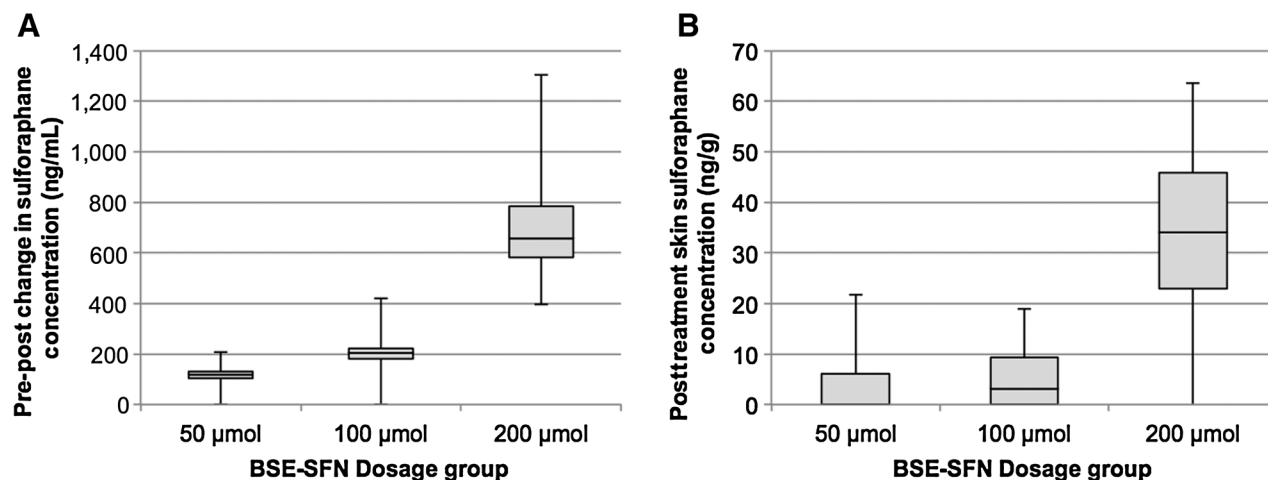 A
Pre-post change in sulforaphane
concentration (ng/mL)
1,400
1,200
1,000
800
600
400
200
0
50 µmol
100 µmol
200 µmol
BSE-SFN Dosage group
B
Posttreatment skin sulforaphane
concentration (ng/g)
70
60
50
40
30
20
10
0
50 µmol
100 µmol
200 µmol
BSE-SFN Dosage group